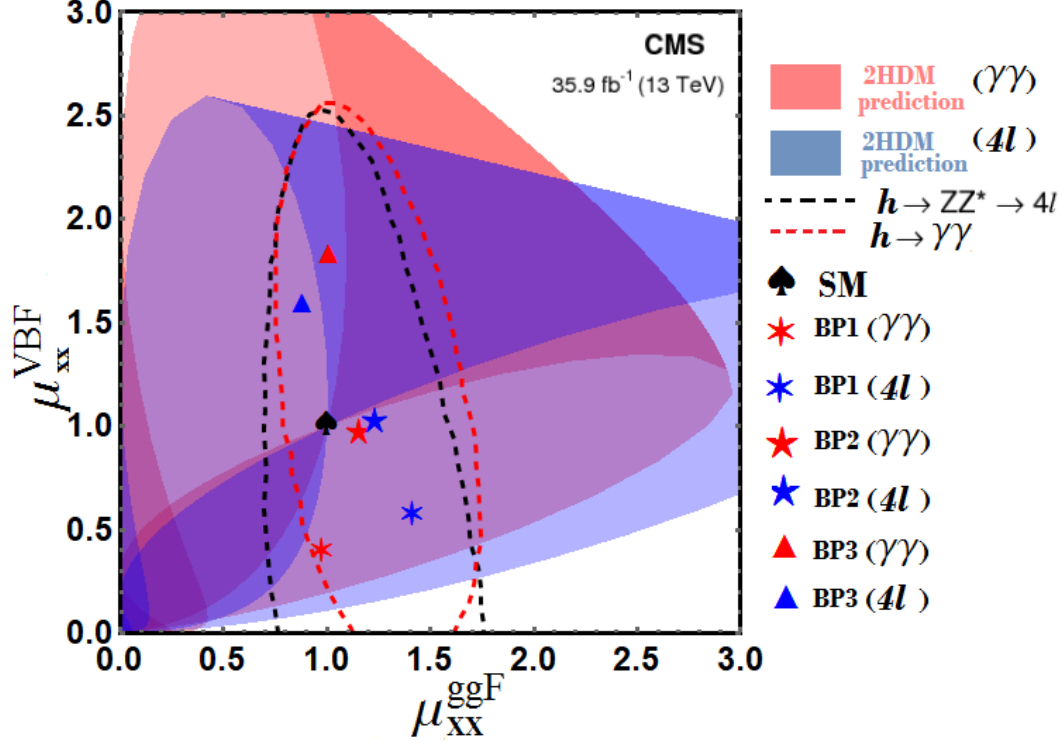 3.0
2.5
2.0
1.5
1.0
0.5
0.0
μ_xx^VBF
CMS
35.9 fb⁻¹ (13 TeV)
0.0 0.5 1.0 1.5 2.0 2.5 3.0
μ_xx^ggF
2HDM prediction (γγ)
2HDM prediction (4l)
h → ZZ* → 4l
h → γγ
SM
BP1 (γγ)
BP1 (4l)
BP2 (γγ)
BP2 (4l)
BP3 (γγ)
BP3 (4l)